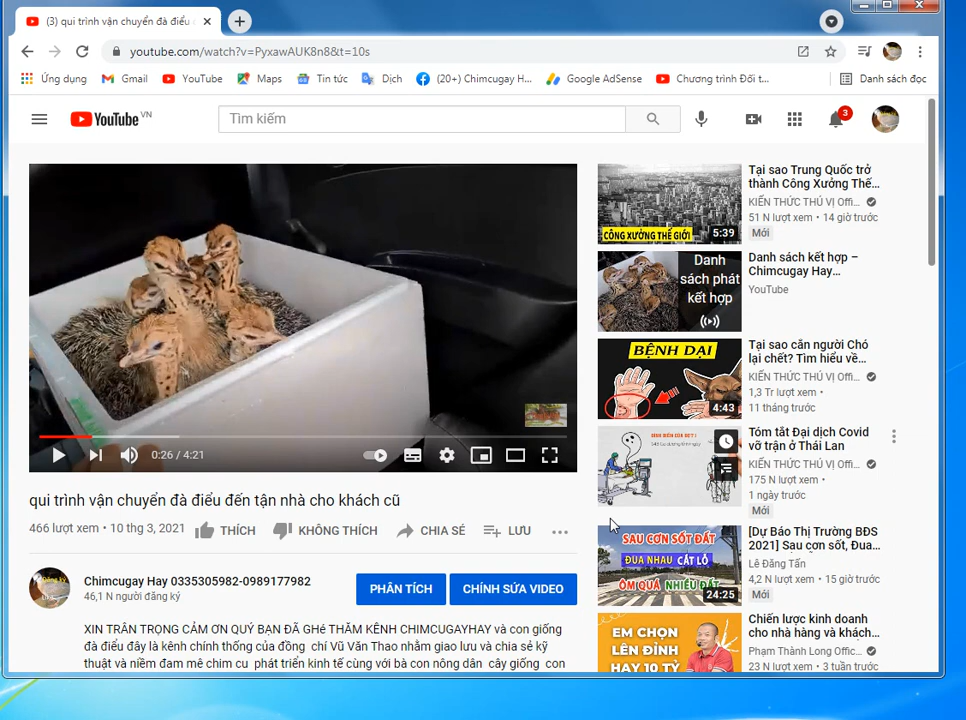 (3) qui trình vận chuyển đà điểu
youtube.com/watch?v=PyxawAUK8n8&t=10s
Ứng dụng
Gmail
YouTube
Maps
Tin tức
Dịch
(20+) Chimcugay H...
Google AdSense
Chương trình Đối t...
Danh sách đọc
YouTube VN
Tìm kiếm
3
0:26 / 4:21
qui trình vận chuyển đà điểu đến tận nhà cho khách cũ
466 lượt xem • 10 thg 3, 2021
THÍCH
KHÔNG THÍCH
CHIA SẺ
LƯU
Chimcugay Hay 0335305982-0989177982
46,1 N người đăng ký
PHÂN TÍCH
CHỈNH SỬA VIDEO
XIN TRÂN TRỌNG CẢM ƠN QUÝ BẠN ĐÃ GHé THĂM KÊNH CHIMCUGAYHAY và con giống
đà điểu đây là kênh chính thống của đồng chí Vũ Văn Thao nhằm giao lưu và chia sẻ kỹ
thuật và niềm đam mê chim cu phát triển kinh tế cùng với bà con nông dân cây giống con
CÔNG XƯỞNG THẾ GIỚI
5:39
Tại sao Trung Quốc trở
thành Công Xưởng Thế...
KIẾN THỨC THÚ VỊ Offi...
51 N lượt xem • 14 giờ trước
Mới
Danh
sách phát
kết hợp
Danh sách kết hợp –
Chimcugay Hay...
YouTube
BỆNH DẠI
4:43
Tại sao cắn người Chó
lại chết? Tìm hiểu về...
KIẾN THỨC THÚ VỊ Offi...
1,3 Tr lượt xem •
11 tháng trước
Tóm tắt Đại dịch Covid
vỡ trận ở Thái Lan
KIẾN THỨC THÚ VỊ Offi...
175 N lượt xem •
1 ngày trước
Mới
SAU CƠN SỐT ĐẤT
ĐUA NHAU CẮT LỖ
ÔM QUÁ NHIỀU ĐẤT
24:25
[Dự Báo Thị Trường BĐS
2021] Sau cơn sốt, Đua...
Lê Đăng Tấn
4,2 N lượt xem • 15 giờ trước
Mới
EM CHỌN
LÊN ĐỈNH
HAY 10 TỶ
Chiến lược kinh doanh
cho nhà hàng và khách...
Phạm Thành Long Offic...
23 N lượt xem • 3 tuần trước